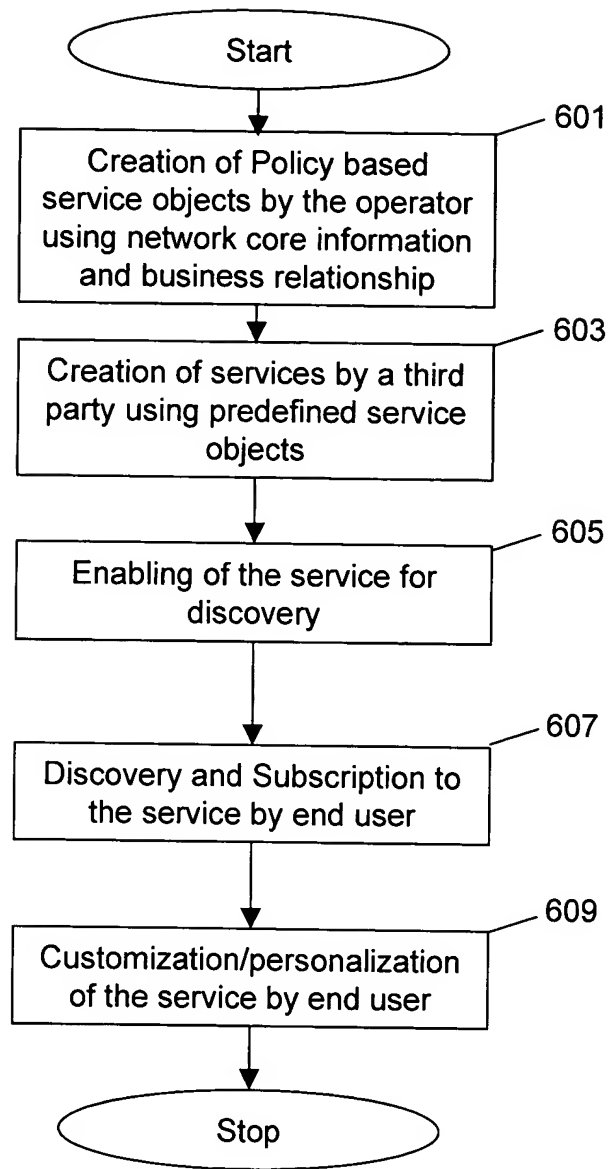 Start
601
Creation of Policy based
service objects by the operator
using network core information
and business relationship
603
Creation of services by a third
party using predefined service
objects
605
Enabling of the service for
discovery
607
Discovery and Subscription to
the service by end user
609
Customization/personalization
of the service by end user
Stop